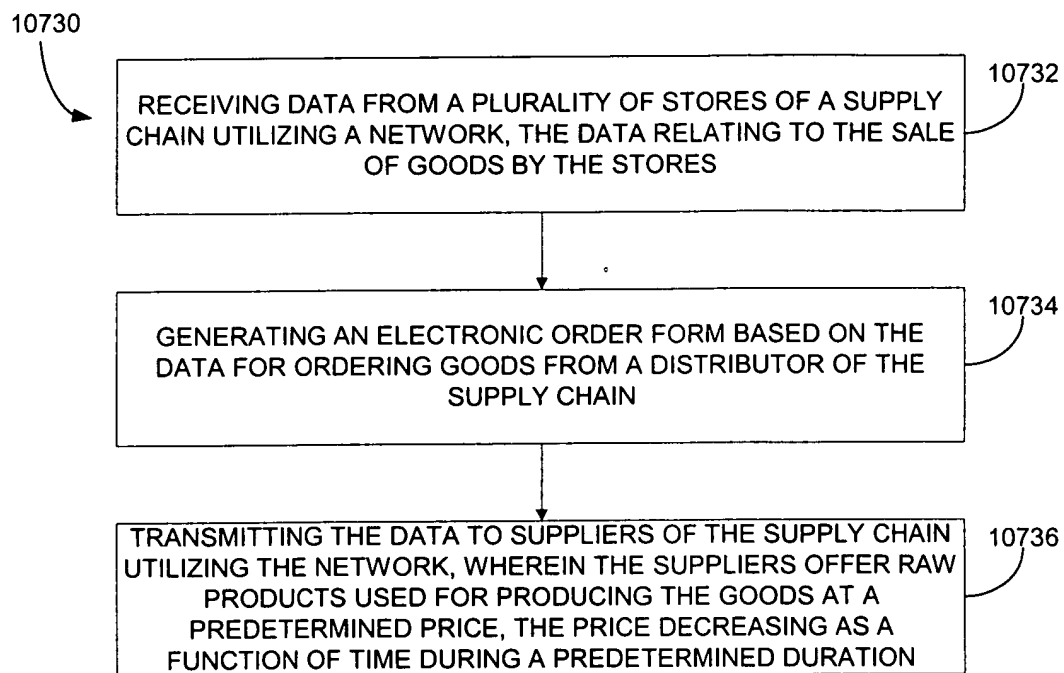 10730
10732
RECEIVING DATA FROM A PLURALITY OF STORES OF A SUPPLY
CHAIN UTILIZING A NETWORK, THE DATA RELATING TO THE SALE
OF GOODS BY THE STORES
10734
GENERATING AN ELECTRONIC ORDER FORM BASED ON THE
DATA FOR ORDERING GOODS FROM A DISTRIBUTOR OF THE
SUPPLY CHAIN
10736
TRANSMITTING THE DATA TO SUPPLIERS OF THE SUPPLY CHAIN
UTILIZING THE NETWORK, WHEREIN THE SUPPLIERS OFFER RAW
PRODUCTS USED FOR PRODUCING THE GOODS AT A
PREDETERMINED PRICE, THE PRICE DECREASING AS A
FUNCTION OF TIME DURING A PREDETERMINED DURATION